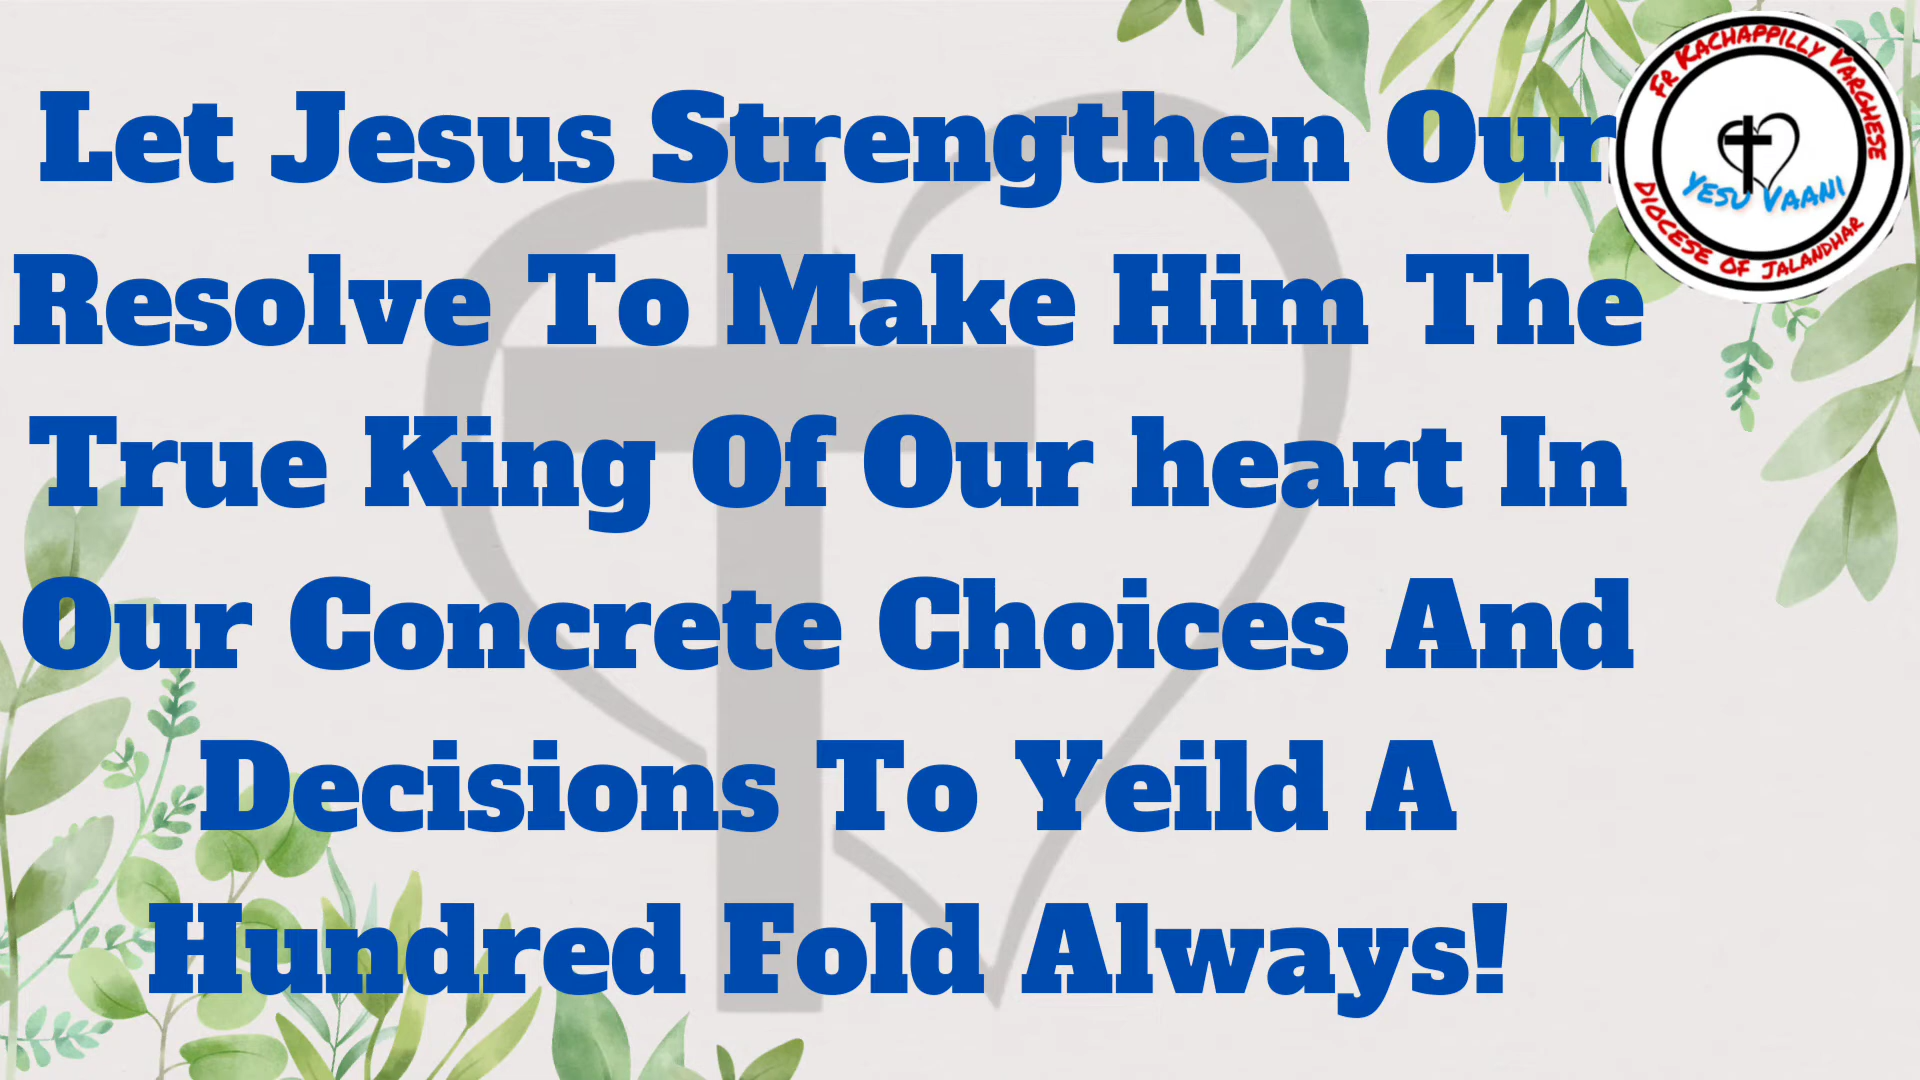 Let Jesus Strengthen Our
Resolve To Make Him The
True King Of Our heart In
Our Concrete Choices And
Decisions To Yeild A
Hundred Fold Always!
Fr Kachappilly Varghese
Yesu Vaani
Diocese of Jalandhar